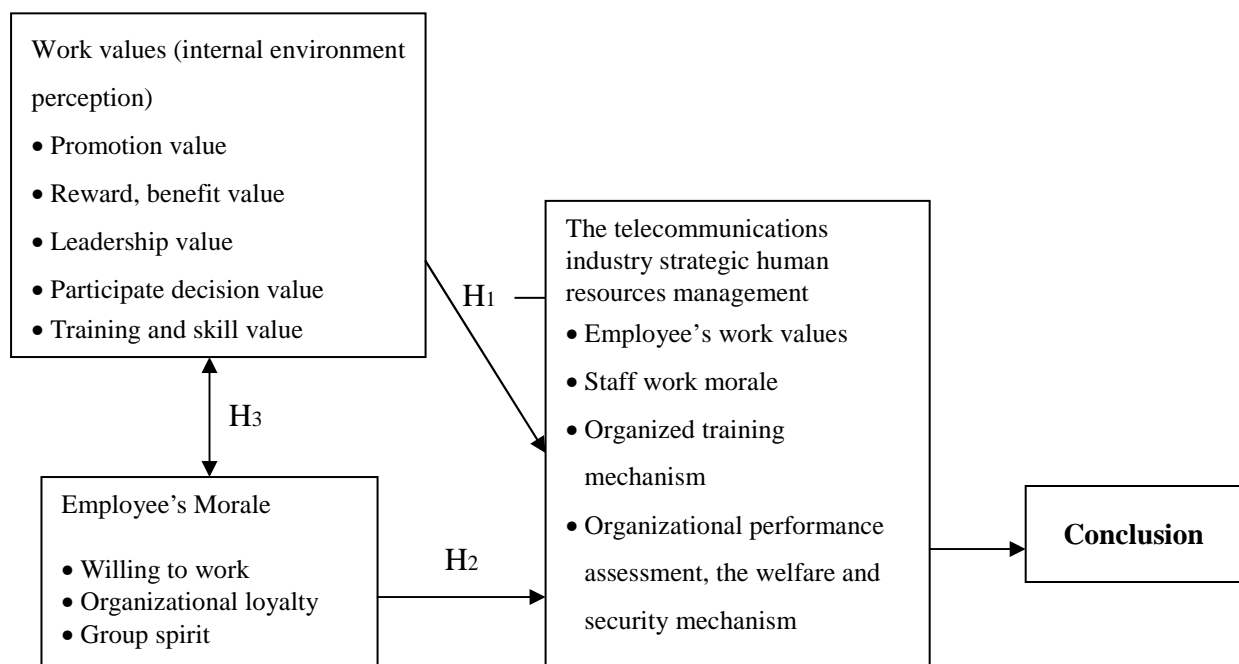 Work values (internal environment
perception)
• Promotion value
• Reward, benefit value
• Leadership value
• Participate decision value
• Training and skill value
H3
Employee’s Morale
• Willing to work
• Organizational loyalty
• Group spirit
H1
H2
The telecommunications
industry strategic human
resources management
• Employee’s work values
• Staff work morale
• Organized training
mechanism
• Organizational performance
assessment, the welfare and
security mechanism
Conclusion